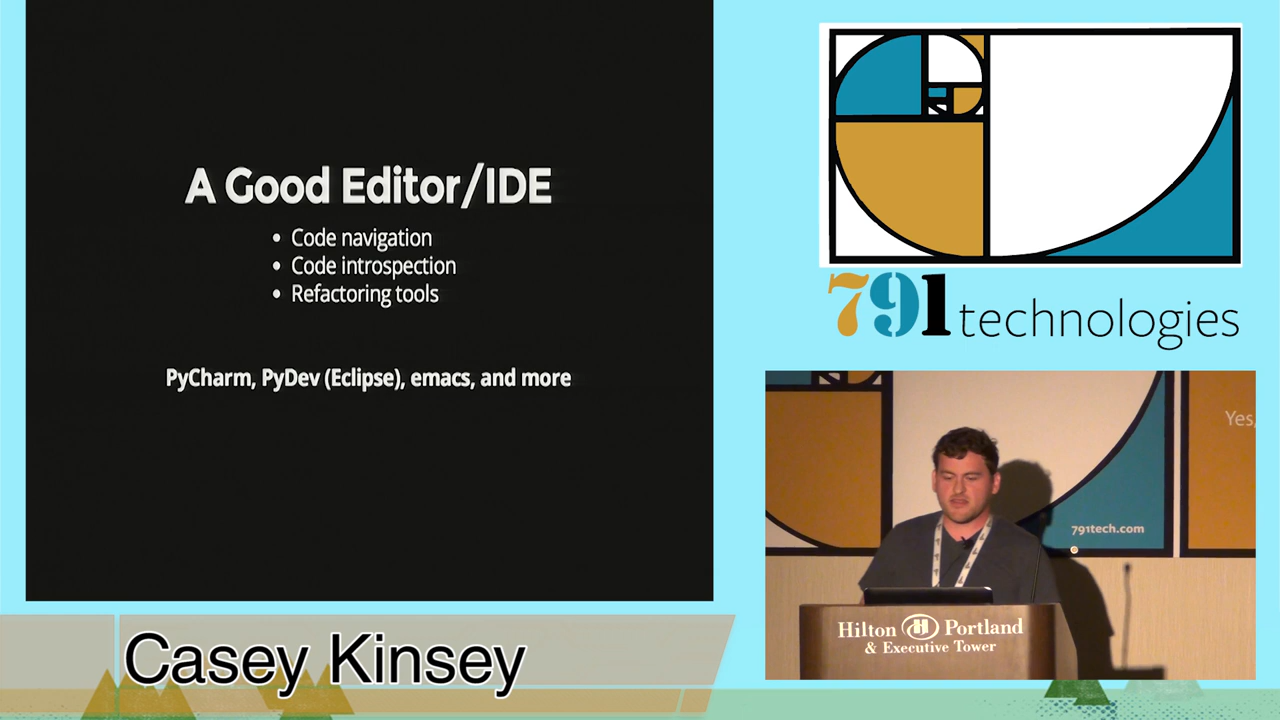 A Good Editor/IDE
• Code navigation
• Code introspection
• Refactoring tools
PyCharm, PyDev (Eclipse), emacs, and more
791 technologies
Yes,
791tech.com
Hilton H Portland
& Executive Tower
Casey Kinsey